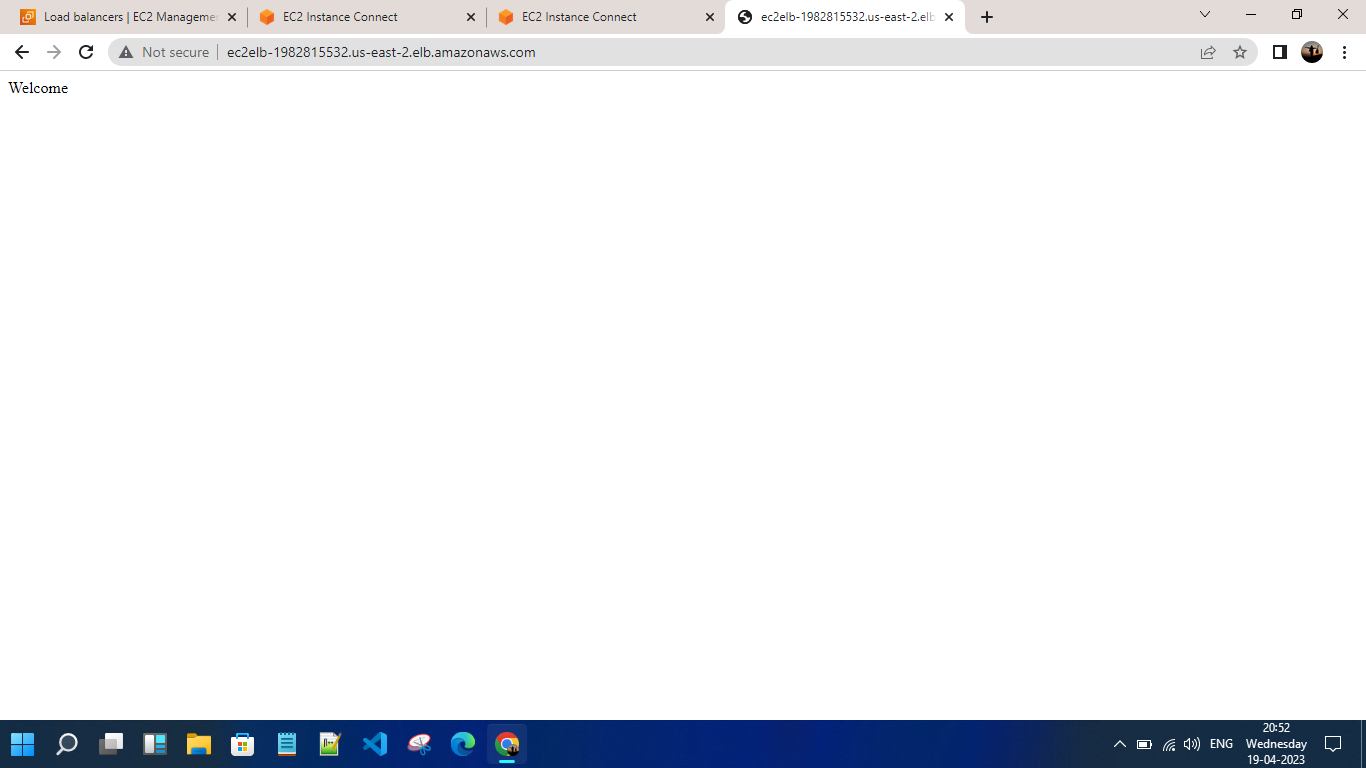 Load balancers | EC2 Manageme
EC2 Instance Connect
EC2 Instance Connect
ec2elb-1982815532.us-east-2.elb
Not secure
ec2elb-1982815532.us-east-2.elb.amazonaws.com
Welcome
ENG
20:52
Wednesday
19-04-2023